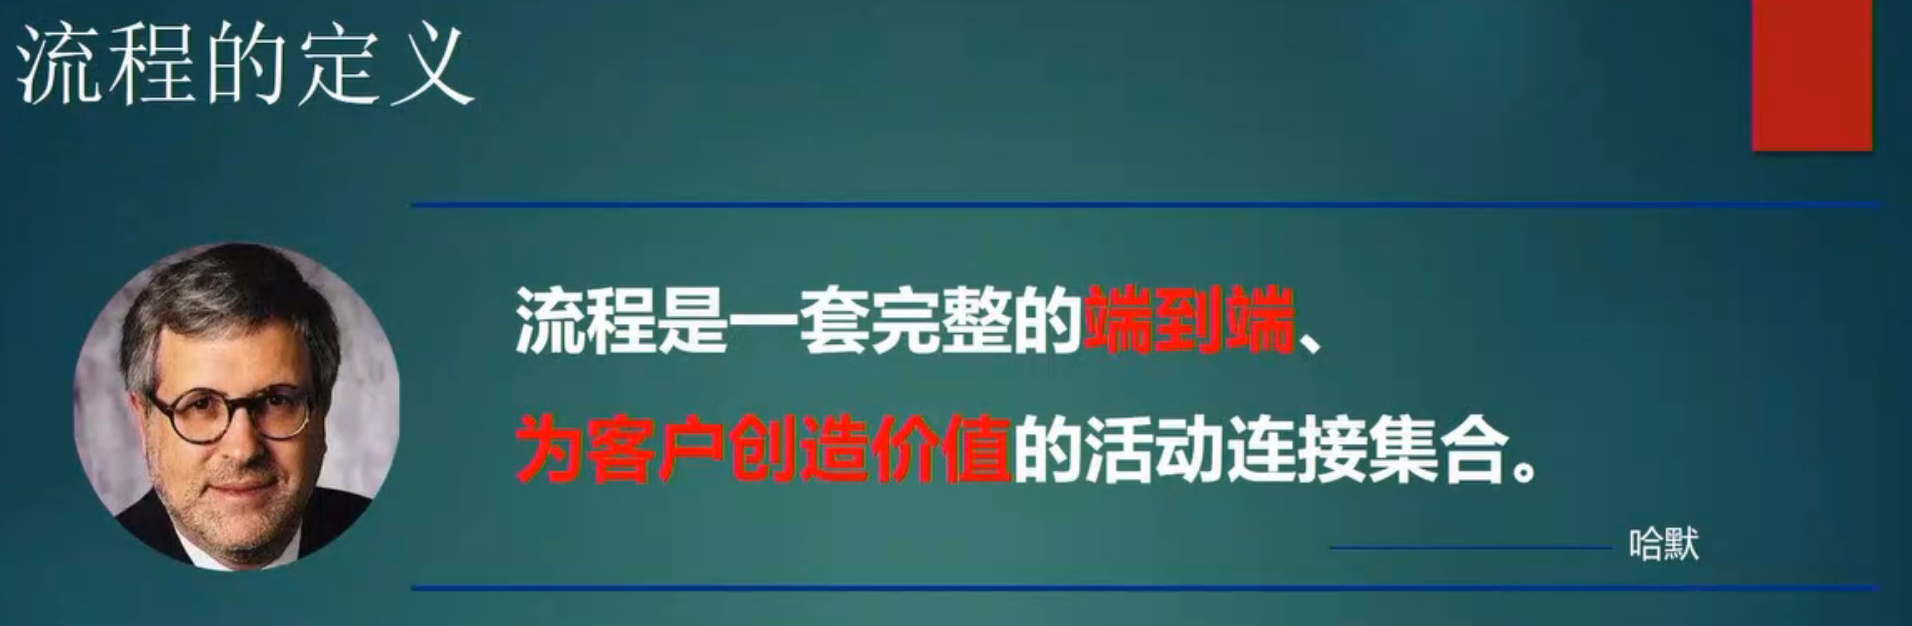 流程的定义
流程是一套完整的端到端、
为客户创造价值的活动连接集合。
哈默